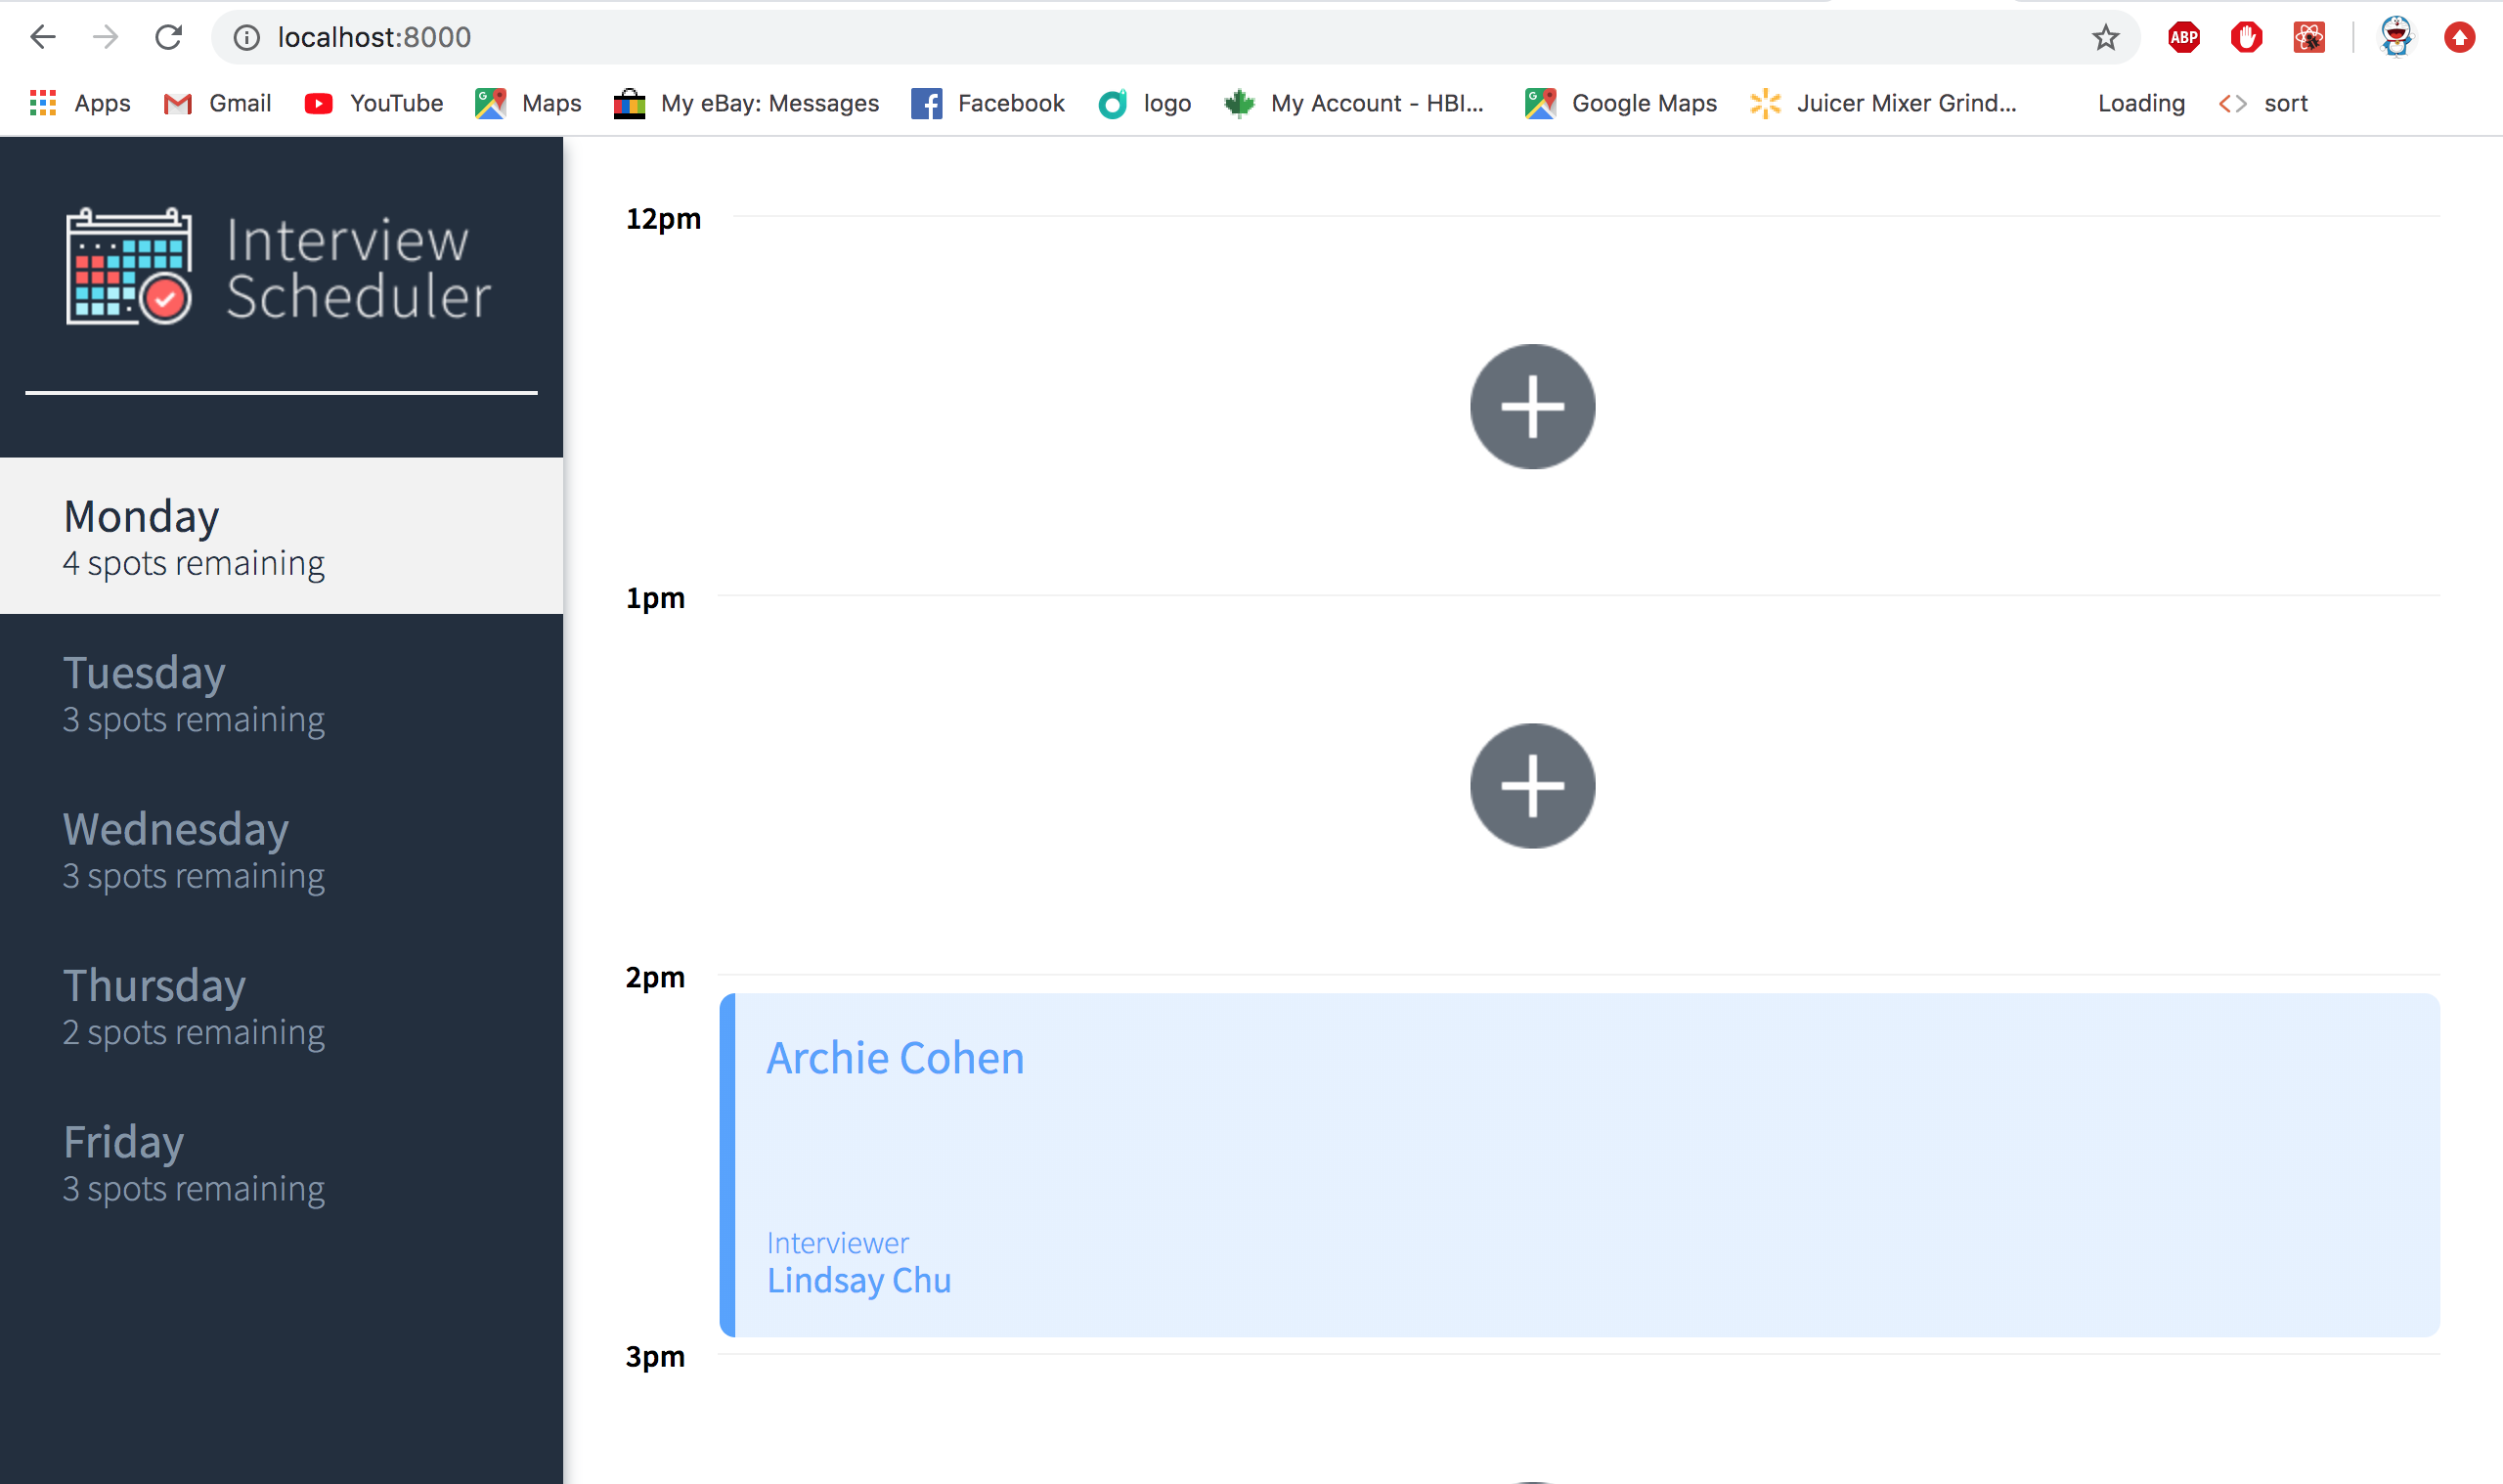 localhost:8000
ABP
Apps Gmail YouTube Maps My eBay: Messages Facebook logo My Account - HBI... Google Maps Juicer Mixer Grind... Loading sort
Interview
Scheduler
Monday
4 spots remaining
Tuesday
3 spots remaining
Wednesday
3 spots remaining
Thursday
2 spots remaining
Friday
3 spots remaining
12pm
1pm
2pm
Archie Cohen
Interviewer
Lindsay Chu
3pm